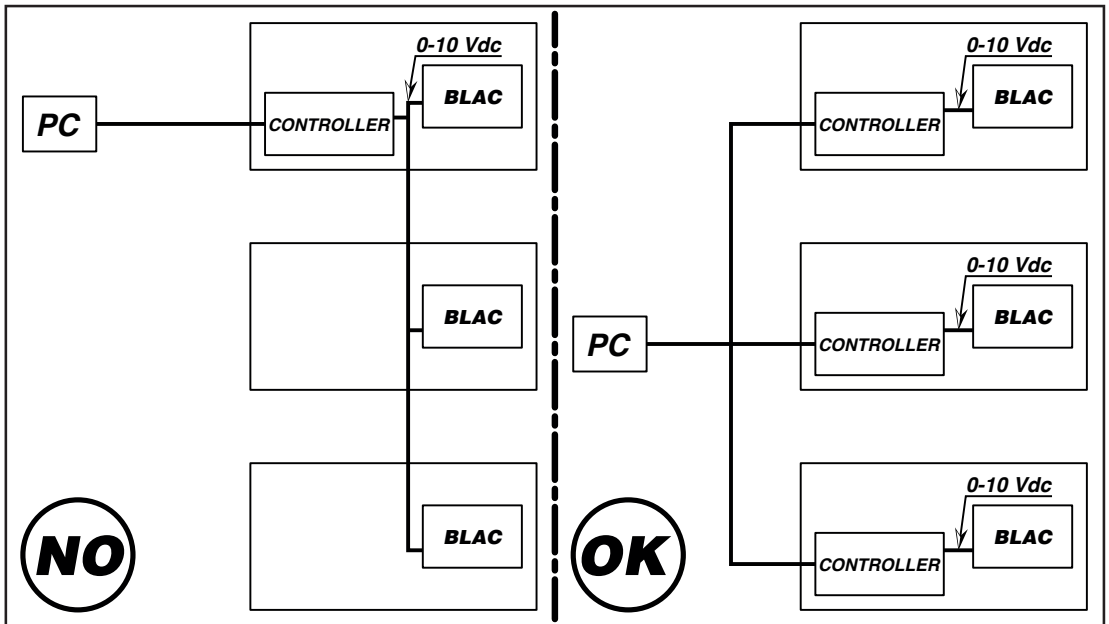 0-10 Vdc
BLAC
PC
CONTROLLER
BLAC
BLAC
NO
0-10 Vdc
BLAC
CONTROLLER
0-10 Vdc
BLAC
PC
CONTROLLER
0-10 Vdc
BLAC
CONTROLLER
OK